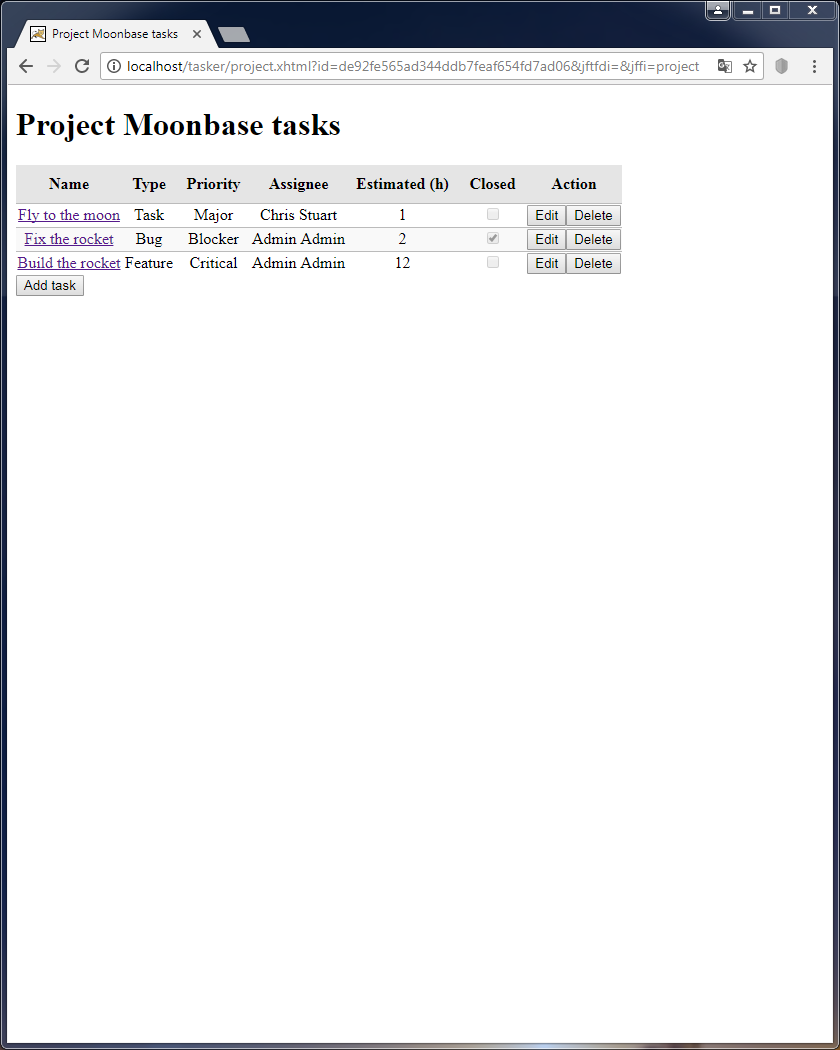 Project Moonbase tasks
localhost/tasker/project.xhtml?id=de92fe565ad344ddb7feaf654fd7ad06&jftfdi=&jffi=project
Project Moonbase tasks
Name Type Priority Assignee Estimated (h) Closed Action
Fly to the moon Task Major Chris Stuart 1 Edit Delete
Fix the rocket Bug Blocker Admin Admin 2 Edit Delete
Build the rocket Feature Critical Admin Admin 12 Edit Delete
Add task